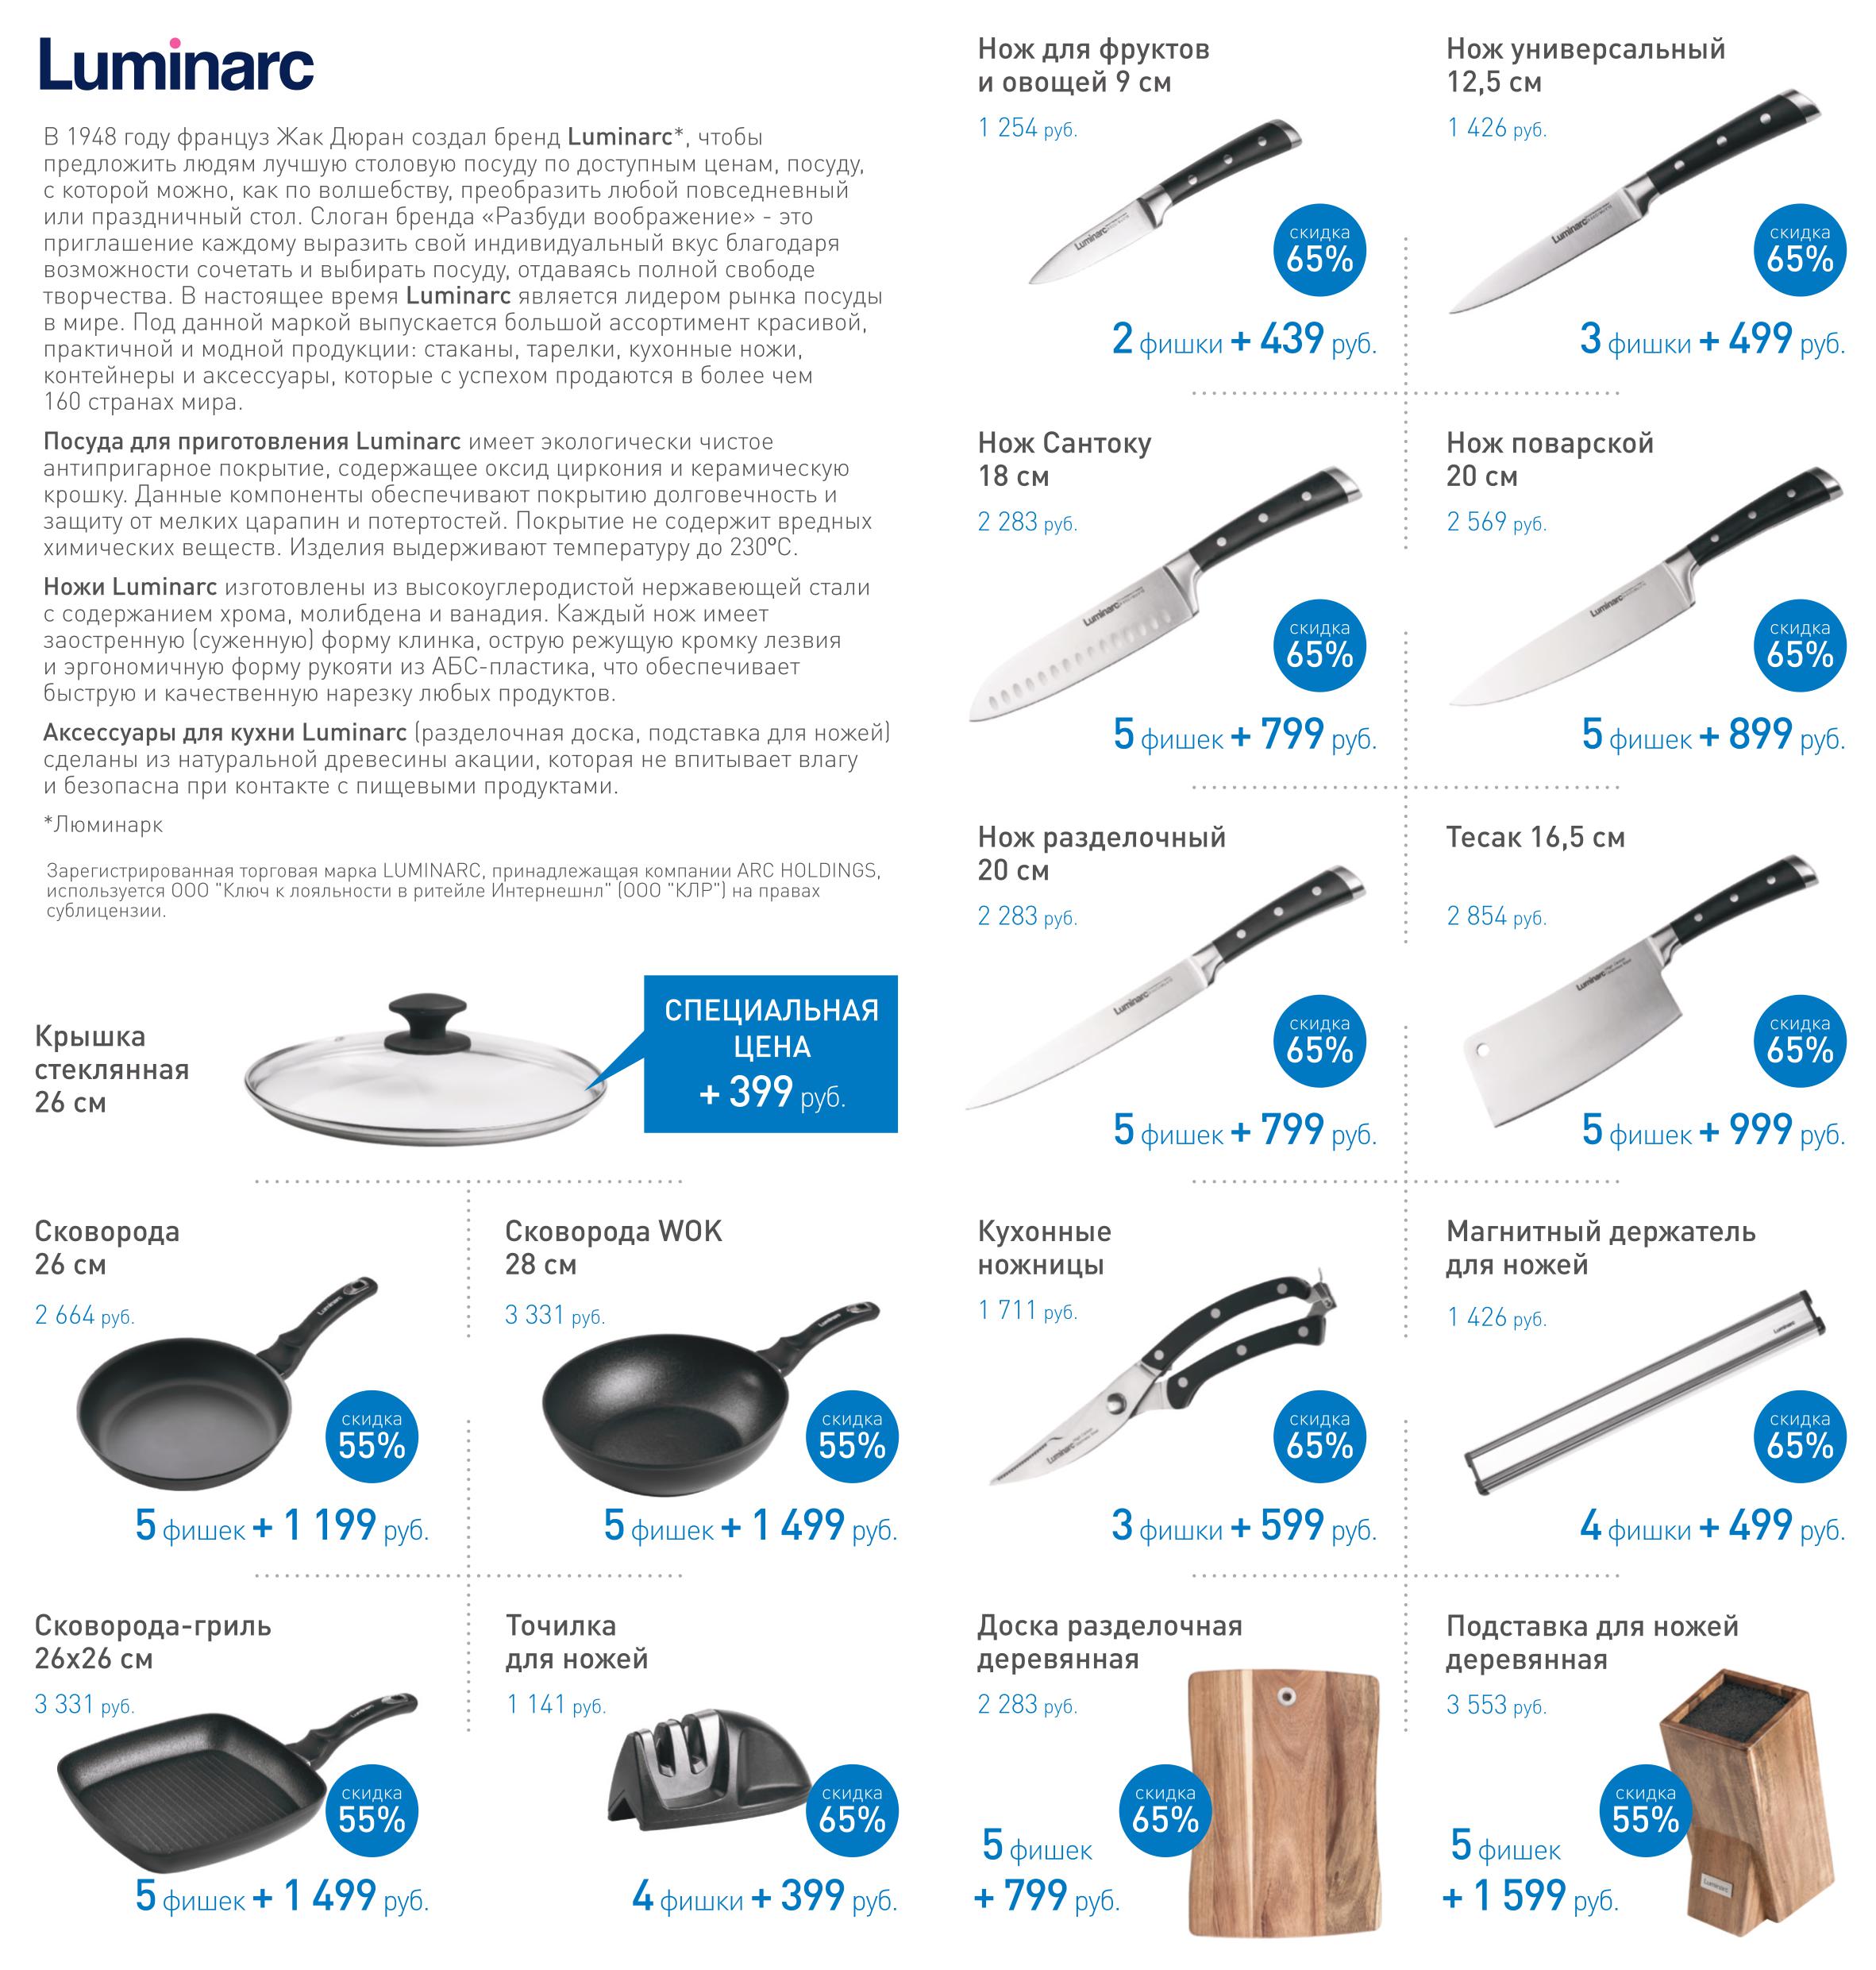 Luminarc
В 1948 году француз Жак Дюран создал бренд Luminarc*, чтобы
предложить людям лучшую столовую посуду по доступным ценам, посуду,
с которой можно, как по волшебству, преобразить любой повседневный
или праздничный стол. Слоган бренда «Разбуди воображение» - это
приглашение каждому выразить свой индивидуальный вкус благодаря
возможности сочетать и выбирать посуду, отдаваясь полной свободе
творчества. В настоящее время Luminarc является лидером рынка посуды
в мире. Под данной маркой выпускается большой ассортимент красивой,
практичной и модной продукции: стаканы, тарелки, кухонные ножи,
контейнеры и аксессуары, которые с успехом продаются в более чем
160 странах мира.
Посуда для приготовления Luminarc имеет экологически чистое
антипригарное покрытие, содержащее оксид циркония и керамическую
крошку. Данные компоненты обеспечивают покрытию долговечность и
защиту от мелких царапин и потертостей. Покрытие не содержит вредных
химических веществ. Изделия выдерживают температуру до 230°С.
Ножи Luminarc изготовлены из высокоуглеродистой нержавеющей стали
с содержанием хрома, молибдена и ванадия. Каждый нож имеет
заостренную (суженную) форму клинка, острую режущую кромку лезвия
и эргономичную форму рукояти из АБС-пластика, что обеспечивает
быструю и качественную нарезку любых продуктов.
Аксессуары для кухни Luminarc (разделочная доска, подставка для ножей)
сделаны из натуральной древесины акации, которая не впитывает влагу
и безопасна при контакте с пищевыми продуктами.
*Люминарк
Зарегистрированная торговая марка LUMINARC, принадлежащая компании ARC HOLDINGS,
используется ООО "Ключ к лояльности в ритейле Интернешнл" (ООО "КЛР") на правах
сублицензии.
Крышка
стеклянная
26 см
СПЕЦИАЛЬНАЯ
ЦЕНА
+ 399 руб.
Сковорода
26 см
2 664 руб.
Luminarc
скидка
55%
5 фишек + 1 199 руб.
Сковорода WOK
28 см
3 331 руб.
Luminarc
скидка
55%
5 фишек + 1 499 руб.
Сковорода-гриль
26х26 см
3 331 руб.
Luminarc
скидка
55%
5 фишек + 1 499 руб.
Точилка
для ножей
1 141 руб.
скидка
65%
4 фишки + 399 руб.
Нож для фруктов
и овощей 9 см
1 254 руб.
Luminarc
скидка
65%
2 фишки + 439 руб.
Нож универсальный
12,5 см
1 426 руб.
Luminarc
скидка
65%
3 фишки + 499 руб.
Нож Сантоку
18 см
2 283 руб.
Luminarc
скидка
65%
5 фишек + 799 руб.
Нож поварской
20 см
2 569 руб.
Luminarc
скидка
65%
5 фишек + 899 руб.
Нож разделочный
20 см
2 283 руб.
Luminarc
скидка
65%
5 фишек + 799 руб.
Тесак 16,5 см
2 854 руб.
Luminarc
скидка
65%
5 фишек + 999 руб.
Кухонные
ножницы
1 711 руб.
Luminarc
скидка
65%
3 фишки + 599 руб.
Магнитный держатель
для ножей
1 426 руб.
Luminarc
скидка
65%
4 фишки + 499 руб.
Доска разделочная
деревянная
2 283 руб.
скидка
65%
5 фишек
+ 799 руб.
Подставка для ножей
деревянная
3 553 руб.
скидка
55%
5 фишек
+ 1 599 руб.
Luminarc